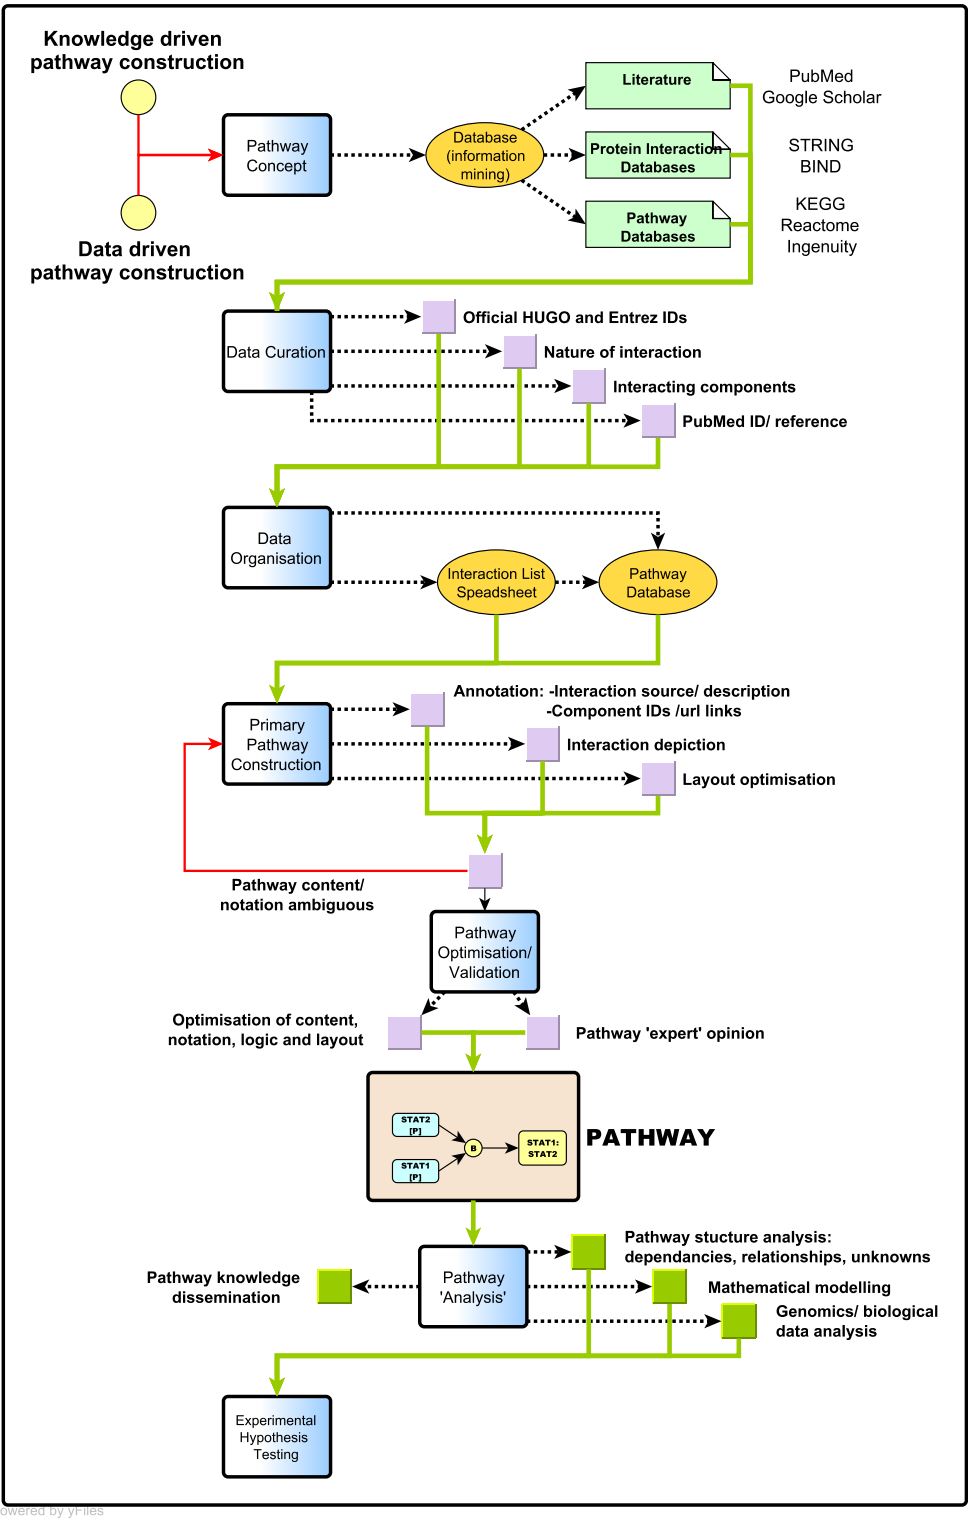 Knowledge driven
pathway construction
Pathway
Concept
Data driven
pathway construction
Database
(information
mining)
Literature
PubMed
Google Scholar
Protein Interaction
Databases
STRING
BIND
Pathway
Databases
KEGG
Reactome
Ingenuity
Data Curation
Official HUGO and Entrez IDs
Nature of interaction
Interacting components
PubMed ID/ reference
Data
Organisation
Interaction List
Speadsheet
Pathway
Database
Primary
Pathway
Construction
Annotation: -Interaction source/ description
-Component IDs /url links
Interaction depiction
Layout optimisation
Pathway content/
notation ambiguous
Pathway
Optimisation/
Validation
Optimisation of content,
notation, logic and layout
Pathway 'expert' opinion
STAT2
[P]
STAT1
[P]
B
STAT1:
STAT2
PATHWAY
Pathway
'Analysis'
Pathway knowledge
dissemination
Pathway stucture analysis:
dependancies, relationships, unknowns
Mathematical modelling
Genomics/ biological
data analysis
Experimental
Hypothesis
Testing
owered by yFiles